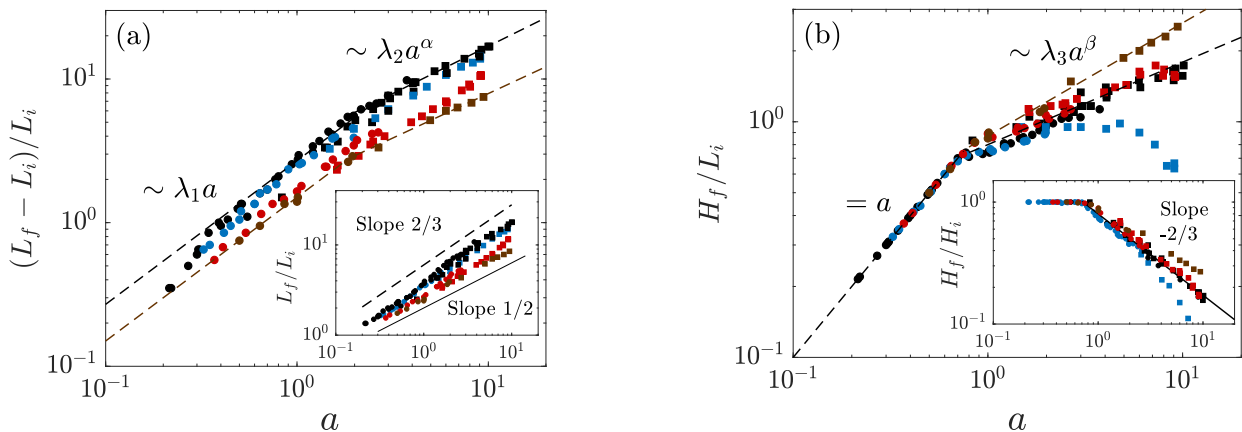 (a)
∼ λ₂a^α
∼ λ₁a
(L_f − L_i)/L_i
10¹
10⁰
10⁻¹
10⁻¹
10⁰
10¹
a
Slope 2/3
Slope 1/2
L_f/L_i
10¹
10⁰
10⁻¹
10⁰
10¹
(b)
∼ λ₃a^β
= a
H_f/L_i
10⁰
10⁻¹
10⁻¹
10⁰
10¹
a
Slope
-2/3
H_f/H_i
10⁰
10⁻¹
10⁻¹
10⁰
10¹